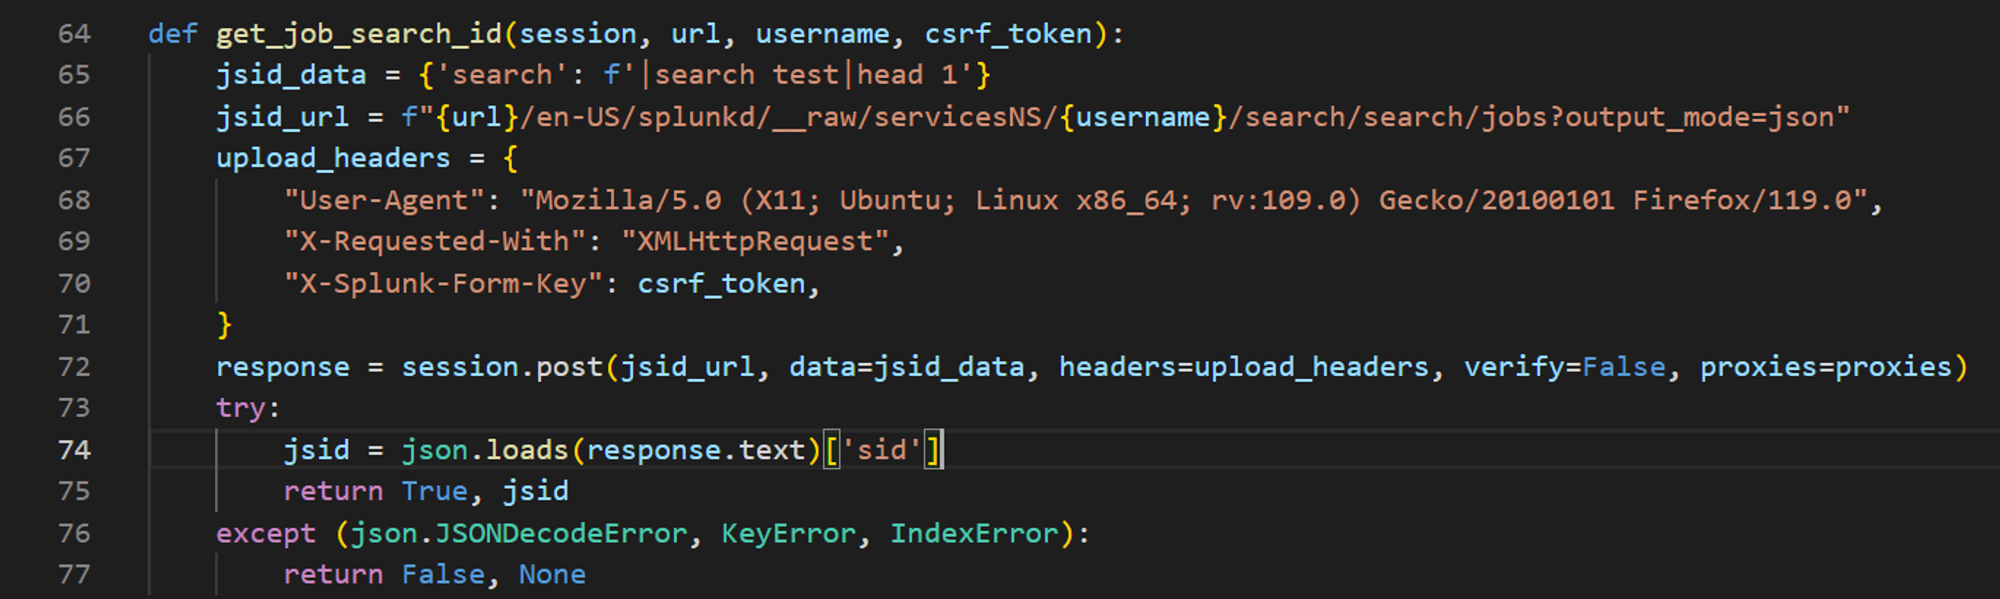 64 def get_job_search_id(session, url, username, csrf_token):
65     jsid_data = {'search': f'|search test|head 1'}
66     jsid_url = f"{url}/en-US/splunkd/__raw/servicesNS/{username}/search/search/jobs?output_mode=json"
67     upload_headers = {
68         "User-Agent": "Mozilla/5.0 (X11; Ubuntu; Linux x86_64; rv:109.0) Gecko/20100101 Firefox/119.0",
69         "X-Requested-With": "XMLHttpRequest",
70         "X-Splunk-Form-Key": csrf_token,
71     }
72     response = session.post(jsid_url, data=jsid_data, headers=upload_headers, verify=False, proxies=proxies)
73     try:
74         jsid = json.loads(response.text)['sid']
75         return True, jsid
76     except (json.JSONDecodeError, KeyError, IndexError):
77         return False, None